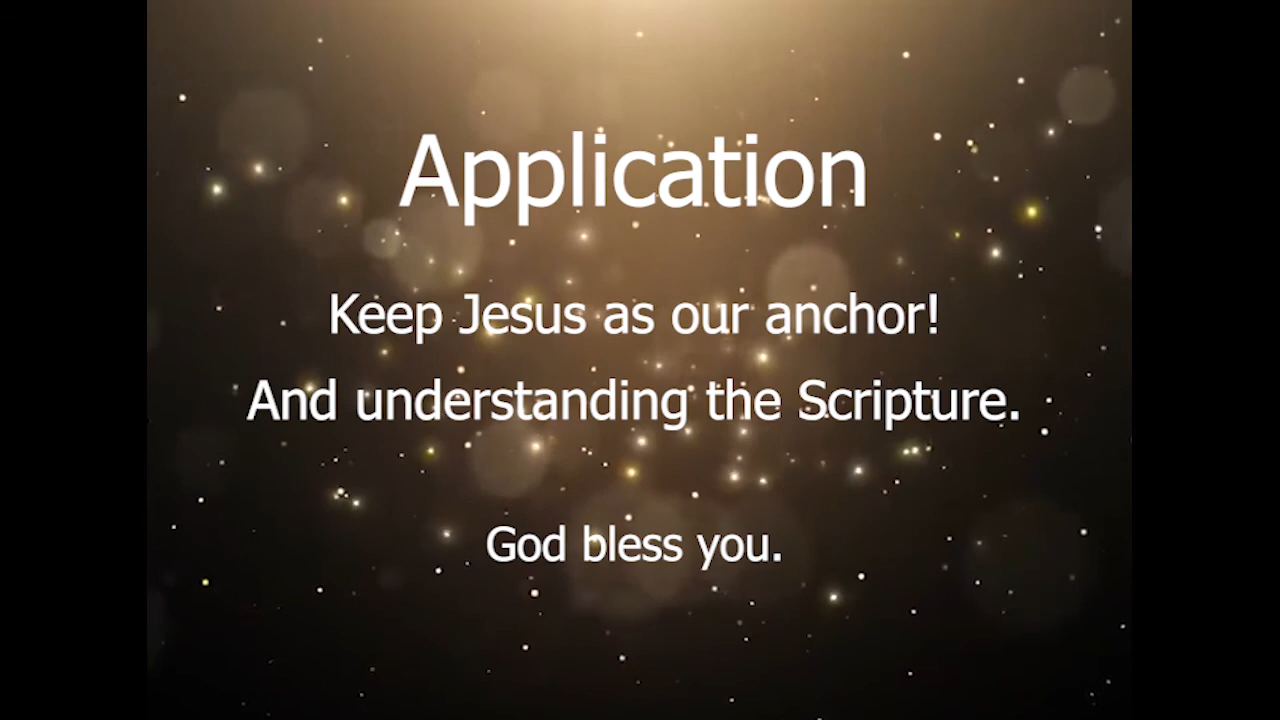 Application
Keep Jesus as our anchor!
And understanding the Scripture.
God bless you.